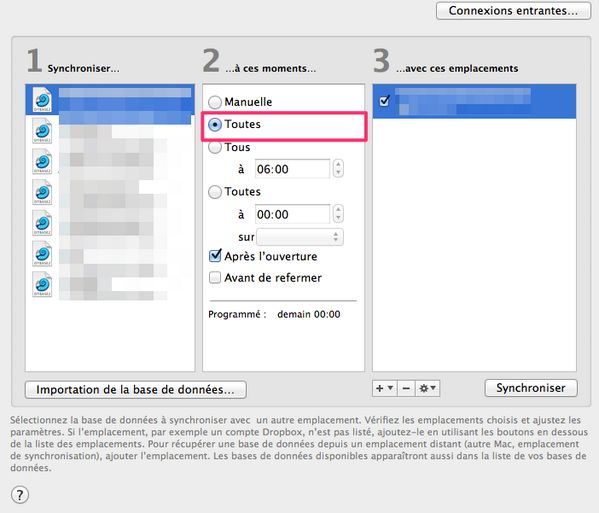 Connexions entrantes...
1 Synchroniser...
2 ...à ces moments...
3 ...avec ces emplacements
Manuelle
Toutes
Tous
à 06:00
Toutes
à 00:00
sur
Après l'ouverture
Avant de refermer
Programmé : demain 00:00
Importation de la base de données...
Synchroniser
Sélectionnez la base de données à synchroniser avec un autre emplacement. Vérifiez les emplacements choisis et ajustez les
paramètres. Si l'emplacement, par exemple un compte Dropbox, n'est pas listé, ajoutez-le en utilisant les boutons en dessous
de la liste des emplacements. Pour récupérer une base de données depuis un emplacement distant (autre Mac, emplacement
de synchronisation), ajouter l'emplacement. Les bases de données disponibles apparaîtront aussi dans la liste de vos bases de
données.
?